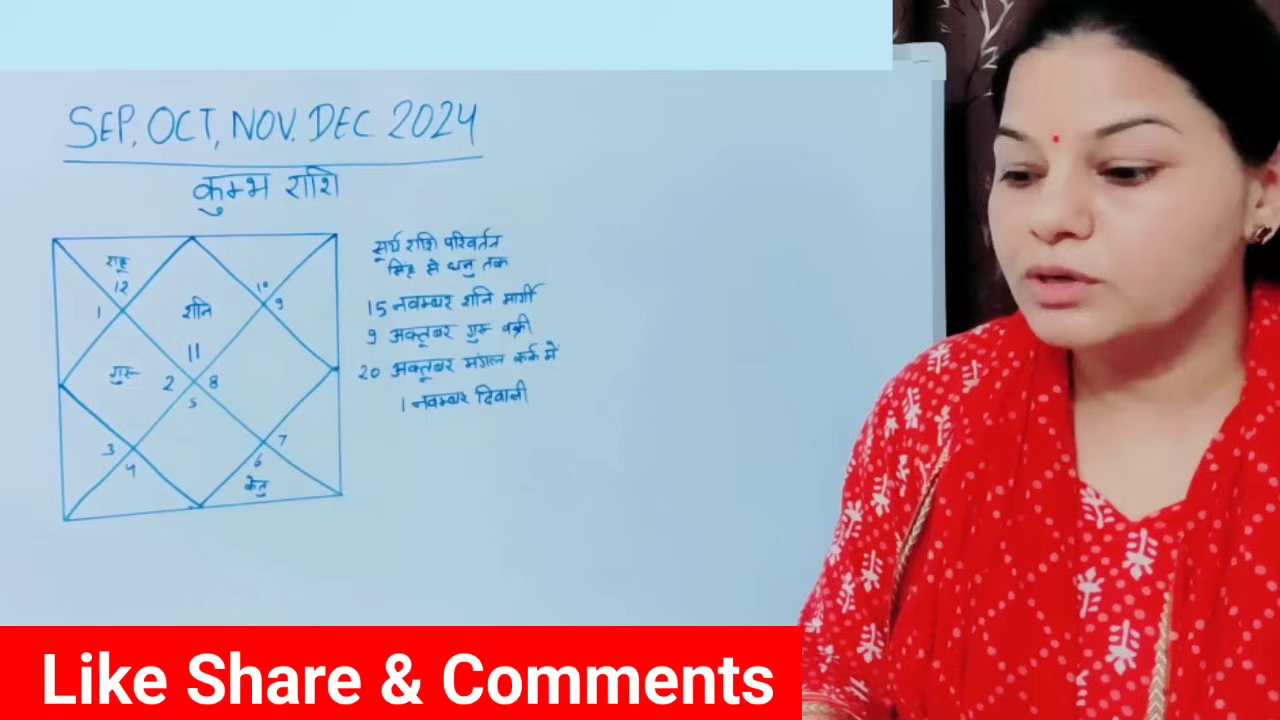 SEP, OCT, NOV. DEC 2024
कुम्भ राशि
राहू
12
1
शनि
11
10
9
गुरू
2
8
5
3
4
7
6
केतु
सूर्य राशि परिवर्तन
सिंह से धनु तक
15 नवम्बर शनि मार्गी
9 अक्तूबर गुरू वक्री
20 अक्तूबर मंगल कर्क में
1 नवम्बर दिवाली
Like Share & Comments